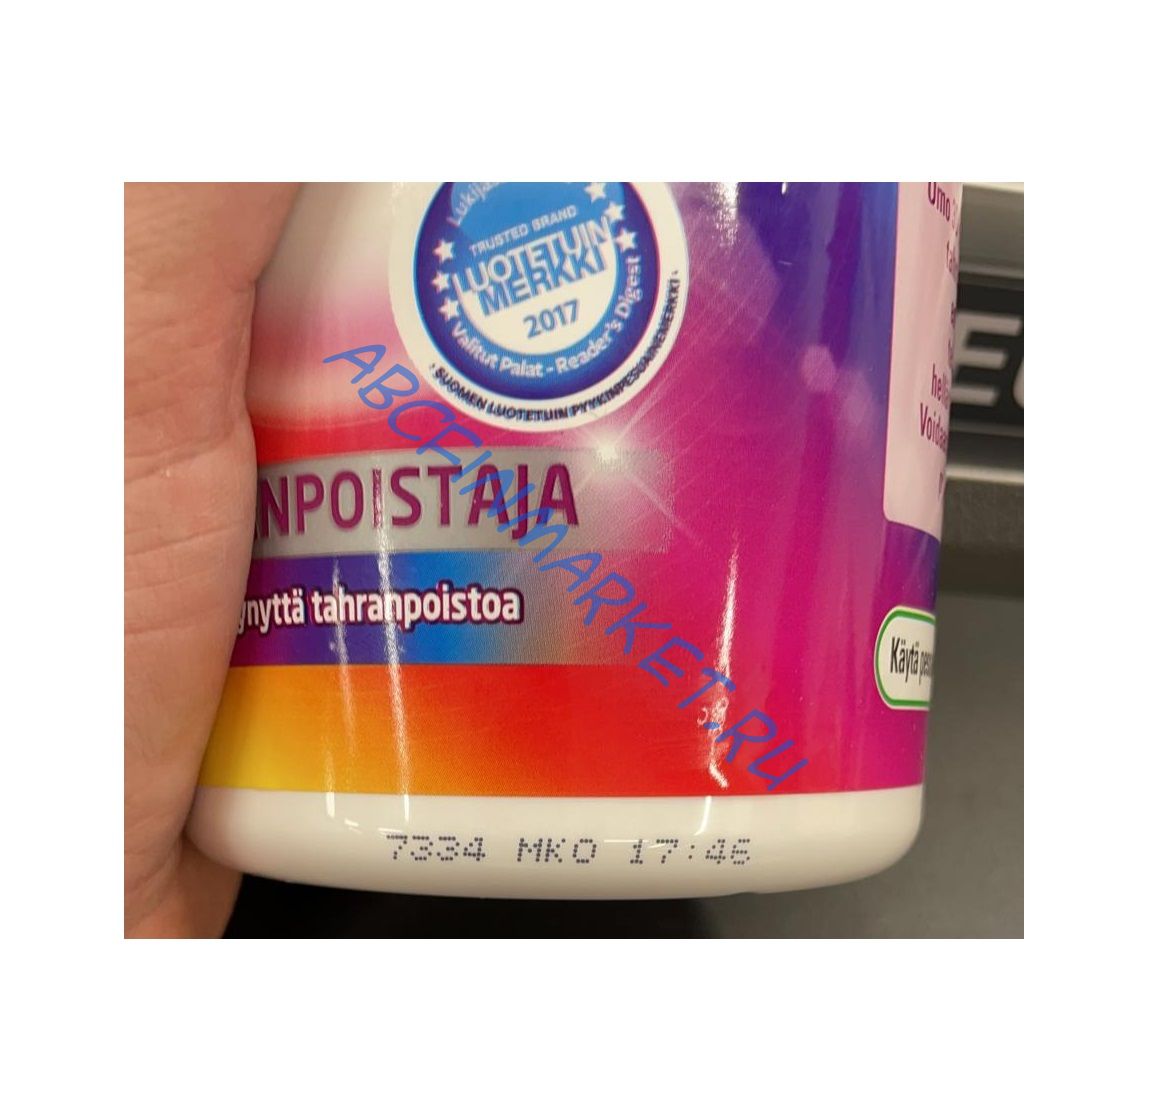 TRUSTED BRAND
LUOTETUIN
MERKKI
2017
Valitut Palat - Reader's Digest
· SUOMEN LUOTETUIN PYYKINPESUAINEMERKKI ·
ABCFINMARKET.RU
NPOISTAJA
ynyttä tahranpoistoa
Omo
Käytä
7334 MKO 17:46